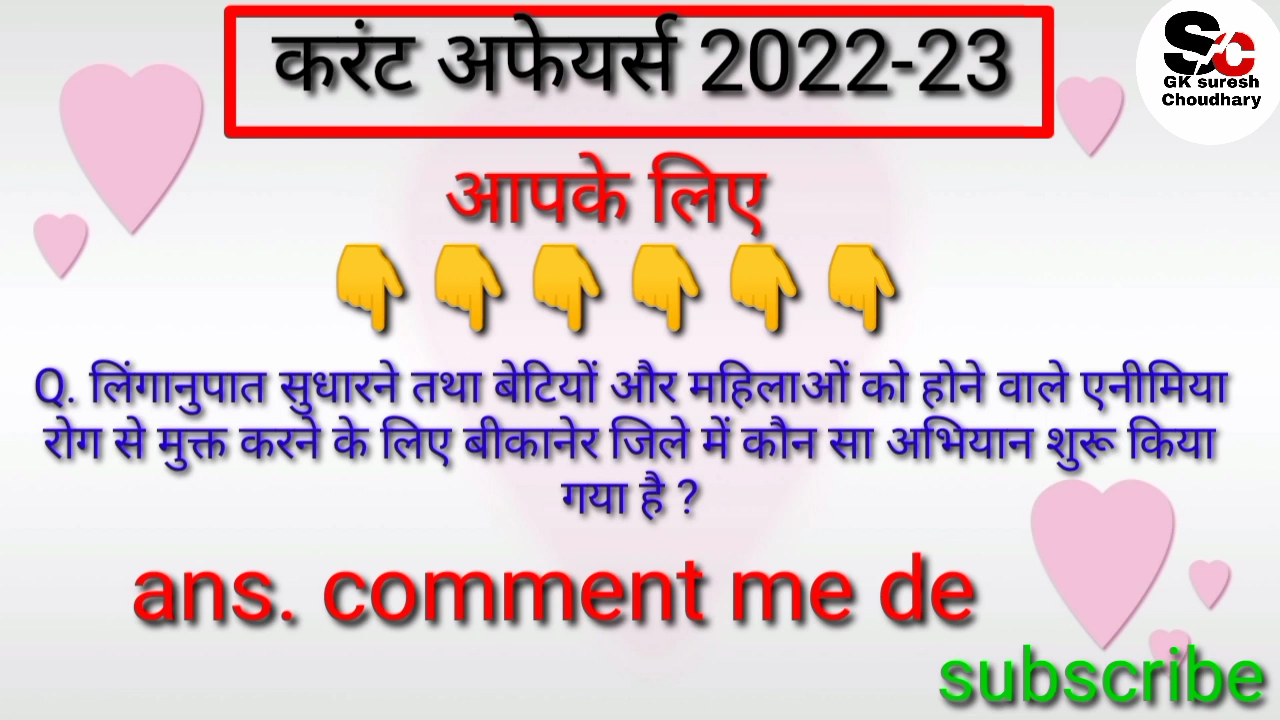 करंट अफेयर्स 2022-23
SC
GK suresh
Choudhary
आपके लिए
Q. लिंगानुपात सुधारने तथा बेटियों और महिलाओं को होने वाले एनीमिया
रोग से मुक्त करने के लिए बीकानेर जिले में कौन सा अभियान शुरू किया
गया है ?
ans. comment me de
subscribe